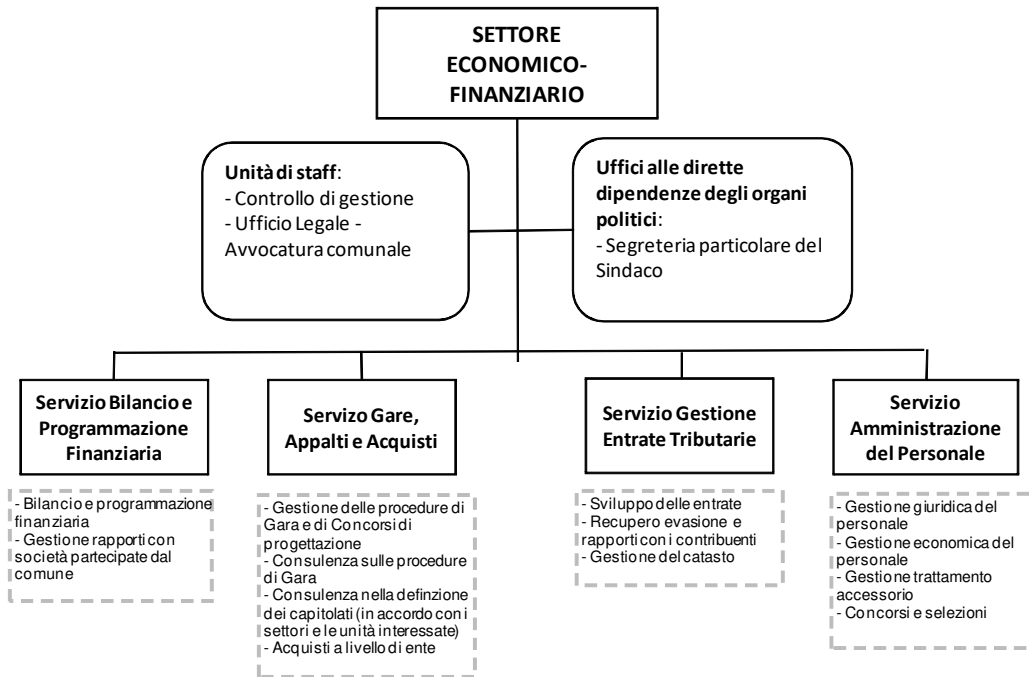 SETTORE
ECONOMICO-
FINANZIARIO
Unità di staff:
- Controllo di gestione
- Ufficio Legale -
Avvocatura comunale
Uffici alle dirette
dipendenze degli organi
politici:
- Segreteria particolare del
Sindaco
Servizio Bilancio e
Programmazione
Finanziaria
- Bilancio e programmazione
finanziaria
- Gestione rapporti con
società partecipate dal
comune
Servizo Gare,
Appalti e Acquisti
- Gestione delle procedure di
Gara e di Concorsi di
progettazione
- Consulenza sulle procedure
di Gara
- Consulenza nella definzione
dei capitolati (in accordo con i
settori e le unità interessate)
- Acquisti a livello di ente
Servizio Gestione
Entrate Tributarie
- Sviluppo delle entrate
- Recupero evasione e
rapporti con i contribuenti
- Gestione del catasto
Servizio
Amministrazione
del Personale
- Gestione giuridica del
personale
- Gestione economica del
personale
- Gestione trattamento
accessorio
- Concorsi e selezioni